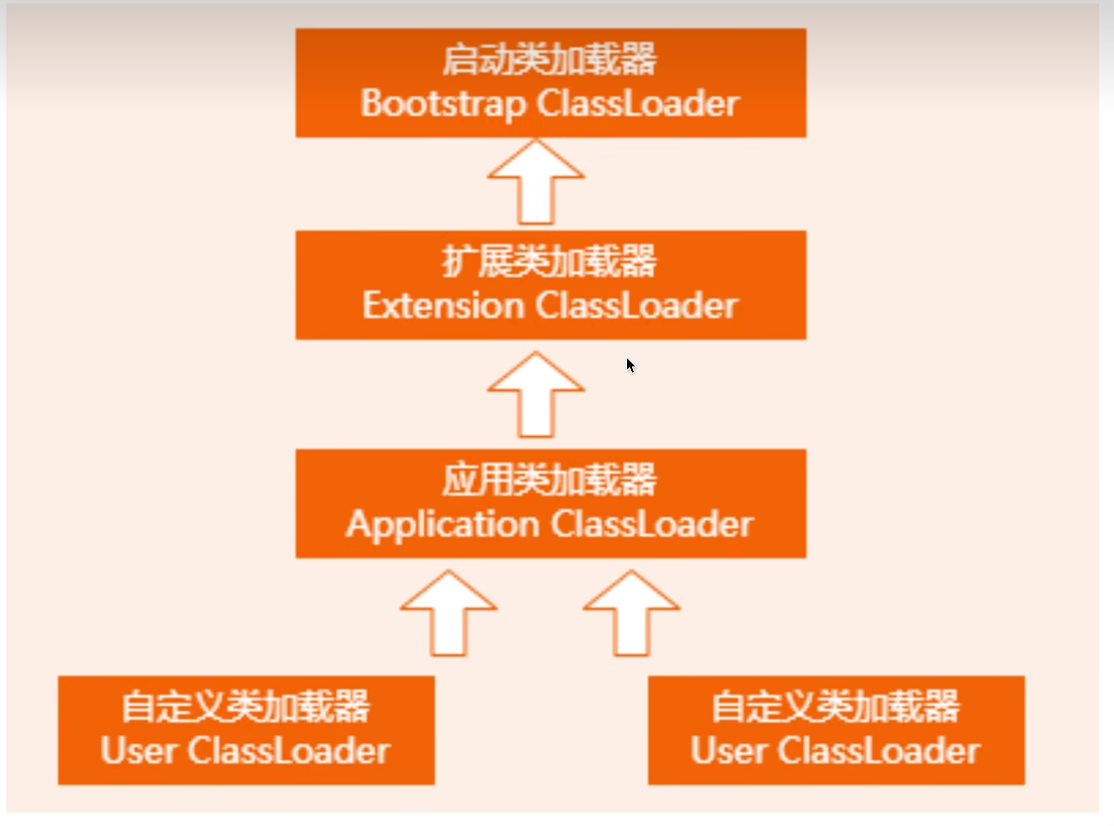 启动类加载器
Bootstrap ClassLoader
扩展类加载器
Extension ClassLoader
应用类加载器
Application ClassLoader
自定义类加载器
User ClassLoader
自定义类加载器
User ClassLoader